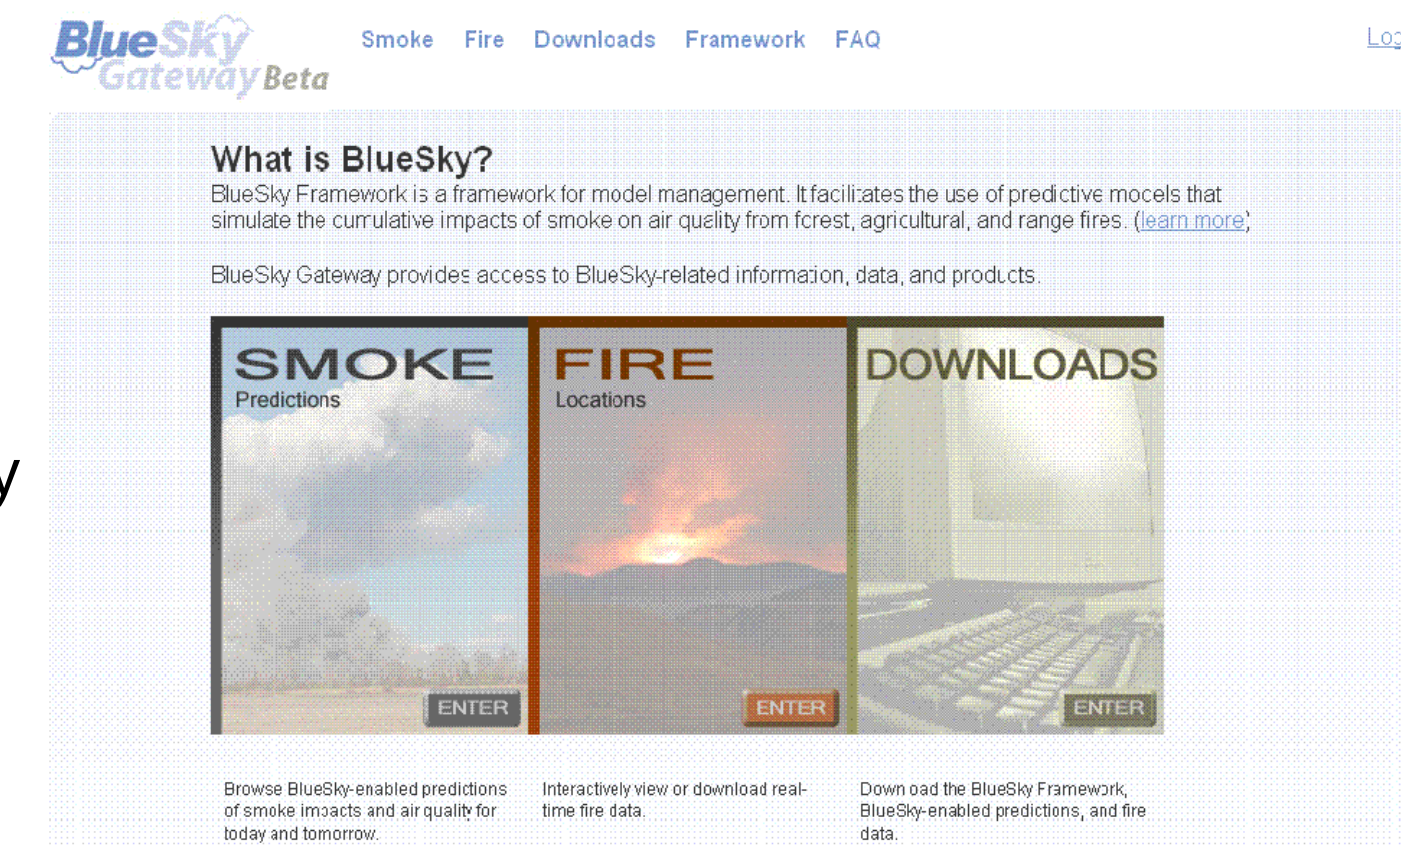 BlueSky Smoke Fire Downloads Framework FAQ Log
Gateway Beta
What is BlueSky?
BlueSky Framework is a framework for model management. It facilitates the use of predictive models that
simulate the cumulative impacts of smoke on air quality from forest, agricultural, and range fires. (learn more)
BlueSky Gateway provides access to BlueSky-related information, data, and products.
SMOKE
Predictions
ENTER
FIRE
Locations
ENTER
DOWNLOADS
ENTER
y
Browse BlueSky-enabled predictions
of smoke impacts and air quality for
today and tomorrow.
Interactively view or download real-
time fire data.
Download the BlueSky Framework,
BlueSky-enabled predictions, and fire
data.